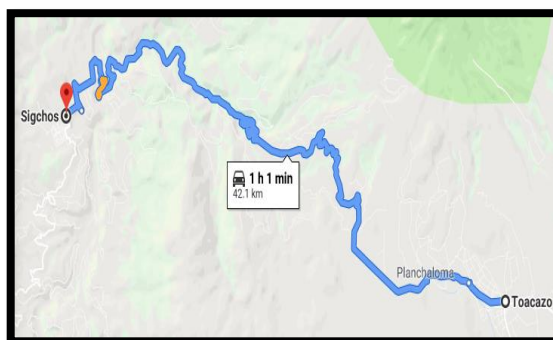 Sigchos
1 h 1 min
42.1 km
Planchaloma
Toacazo